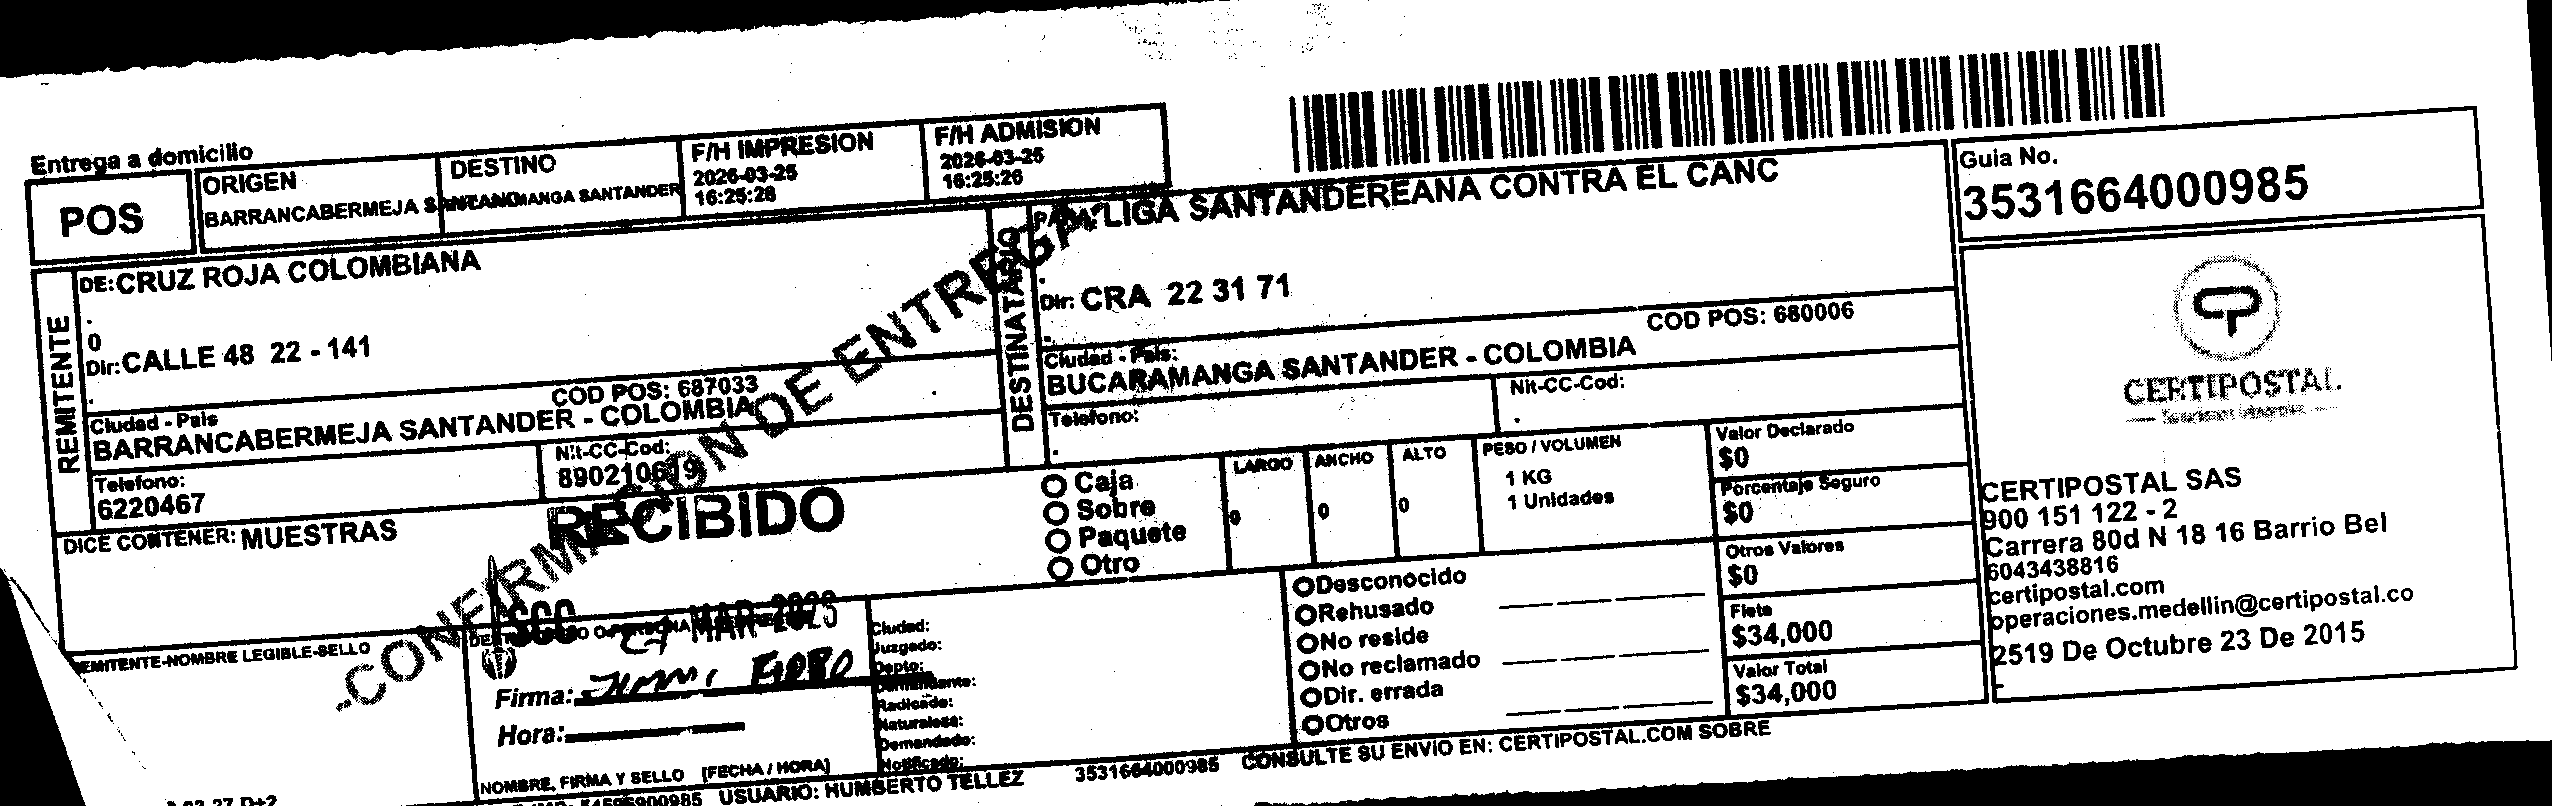 Entrega a domicilio
POS
ORIGEN
BARRANCABERMEJA
DESTINO
SANTANDER
F/H IMPRESION
2026-03-25
16:25:28
F/H ADMISION
2026-03-25
16:25:26
Guia No.
3531664000985
REMITENTE
DE:CRUZ ROJA COLOMBIANA
.
0
Dir:CALLE 48 22 - 141
.
COD POS: 687033
Ciudad - Pais
BARRANCABERMEJA SANTANDER - COLOMBIA
Telefono:
6220467
Nit-CC-Cod:
890210619
DESTINATARIO
PARA: LIGA SANTANDEREANA CONTRA EL CANC
.
Dir: CRA 22 31 71
.
COD POS: 680006
Ciudad - Pais:
BUCARAMANGA SANTANDER - COLOMBIA
Telefono:
.
Nit-CC-Cod:
.
DICE CONTENER: MUESTRAS
CONFIRMACION DE ENTREGA
RECIBIDO
MAR 2023
Caja
Sobre
Paquete
Otro
LARGO
0
ANCHO
0
ALTO
0
PESO / VOLUMEN
1 KG
1 Unidades
Valor Declarado
$0
Porcentaje Seguro
$0
Otros Valores
$0
Flete
$34,000
Valor Total
$34,000
Desconocido
Rehusado
No reside
No reclamado
Dir. errada
Otros
CERTIPOSTAL
CERTIPOSTAL SAS
900 151 122 - 2
Carrera 80d N 18 16 Barrio Bel
6043438816
certipostal.com
operaciones.medellin@certipostal.co
2519 De Octubre 23 De 2015
EMITENTE-NOMBRE LEGIBLE-SELLO
Firma:
Hora:
NOMBRE, FIRMA Y SELLO [FECHA / HORA]
Ciudad:
Juzgado:
Depto:
Demandante:
Radicado:
Naturaleza:
Demandado:
Notificado:
USUARIO: HUMBERTO TELLEZ
3531664000985 CONSULTE SU ENVIO EN: CERTIPOSTAL.COM SOBRE